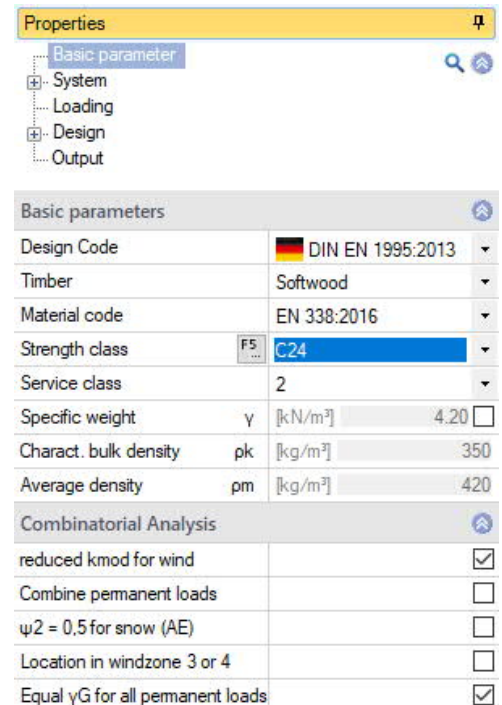 Properties
Basic parameter
System
Loading
Design
Output
Basic parameters
Design Code DIN EN 1995:2013
Timber Softwood
Material code EN 338:2016
Strength class F5... C24
Service class 2
Specific weight γ [kN/m³] 4.20
Charact. bulk density ρk [kg/m³] 350
Average density ρm [kg/m³] 420
Combinatorial Analysis
reduced kmod for wind
Combine permanent loads
ψ2 = 0,5 for snow (AE)
Location in windzone 3 or 4
Equal γG for all permanent loads